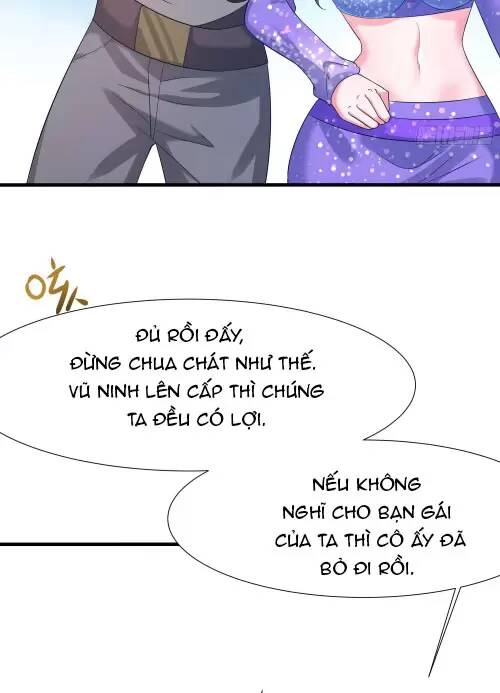 ĐỦ RỒI ĐẤY,
ĐỪNG CHUA CHÁT NHƯ THẾ.
VŨ NINH LÊN CẤP THÌ CHÚNG
TA ĐỀU CÓ LỢI.
NẾU KHÔNG
NGHĨ CHO BẠN GÁI
CỦA TA THÌ CÔ ẤY ĐÃ
BỎ ĐI RỒI.